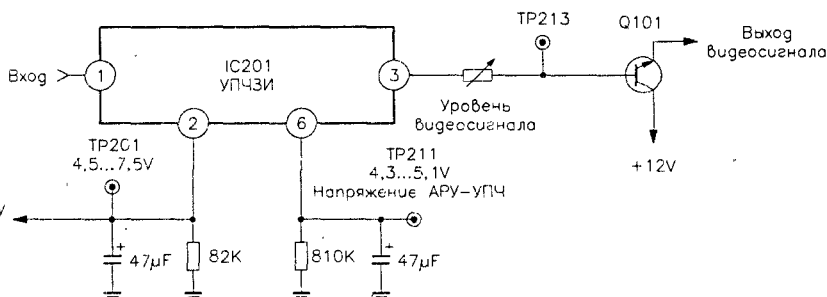 TP213
Q101
Выход
видеосигнала
IC201
УПЧЗИ
Вход
1
3
2
6
Уровень
видеосигнала
+12V
TP201
4,5...7,5V
TP211
4,3...5,1V
Напряжение АРУ-УПЧ
+
47µF
82K
810K
+
47µF